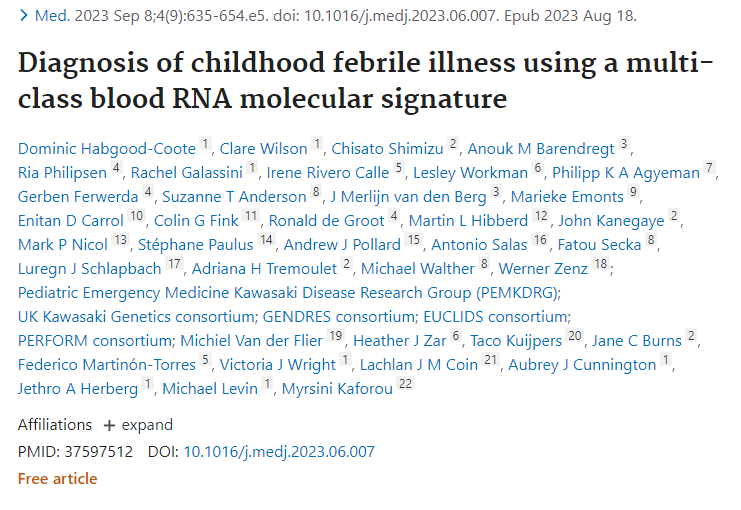 Med. 2023 Sep 8;4(9):635-654.e5. doi: 10.1016/j.medj.2023.06.007. Epub 2023 Aug 18.
Diagnosis of childhood febrile illness using a multi-
class blood RNA molecular signature
Dominic Habgood-Coote 1, Clare Wilson 1, Chisato Shimizu 2, Anouk M Barendregt 3,
Ria Philipsen 4, Rachel Galassini 1, Irene Rivero Calle 5, Lesley Workman 6, Philipp K A Agyeman 7,
Gerben Ferwerda 4, Suzanne T Anderson 8, J Merlijn van den Berg 3, Marieke Emonts 9,
Enitan D Carrol 10, Colin G Fink 11, Ronald de Groot 4, Martin L Hibberd 12, John Kanegaye 2,
Mark P Nicol 13, Stéphane Paulus 14, Andrew J Pollard 15, Antonio Salas 16, Fatou Secka 8,
Luregn J Schlapbach 17, Adriana H Tremoulet 2, Michael Walther 8, Werner Zenz 18;
Pediatric Emergency Medicine Kawasaki Disease Research Group (PEMKDRG);
UK Kawasaki Genetics consortium; GENDRES consortium; EUCLIDS consortium;
PERFORM consortium; Michiel Van der Flier 19, Heather J Zar 6, Taco Kuijpers 20, Jane C Burns 2,
Federico Martinón-Torres 5, Victoria J Wright 1, Lachlan J M Coin 21, Aubrey J Cunnington 1,
Jethro A Herberg 1, Michael Levin 1, Myrsini Kaforou 22
Affiliations + expand
PMID: 37597512 DOI: 10.1016/j.medj.2023.06.007
Free article